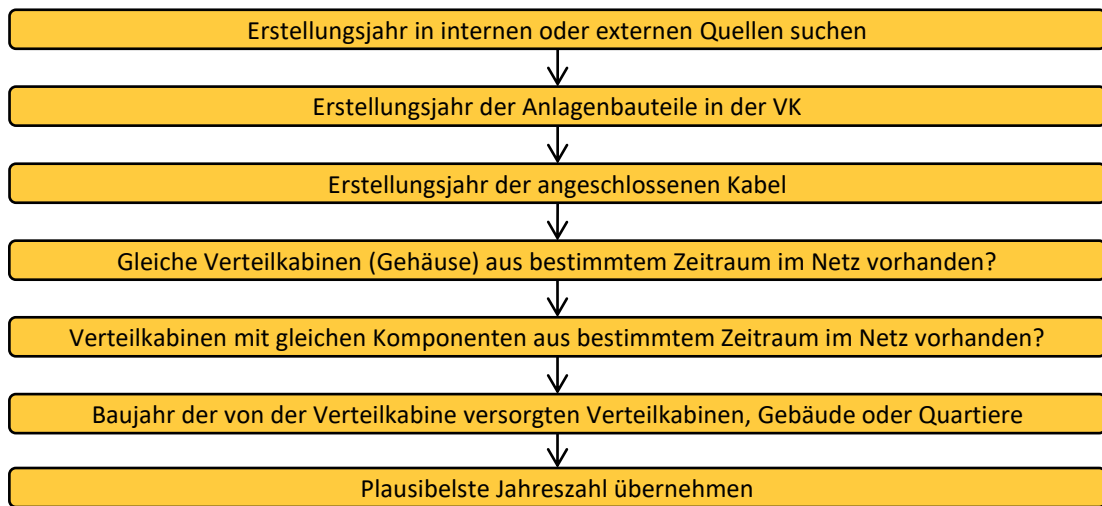 Erstellungsjahr in internen oder externen Quellen suchen
Erstellungsjahr der Anlagenbauteile in der VK
Erstellungsjahr der angeschlossenen Kabel
Gleiche Verteilkabinen (Gehäuse) aus bestimmtem Zeitraum im Netz vorhanden?
Verteilkabinen mit gleichen Komponenten aus bestimmtem Zeitraum im Netz vorhanden?
Baujahr der von der Verteilkabine versorgten Verteilkabinen, Gebäude oder Quartiere
Plausibelste Jahreszahl übernehmen